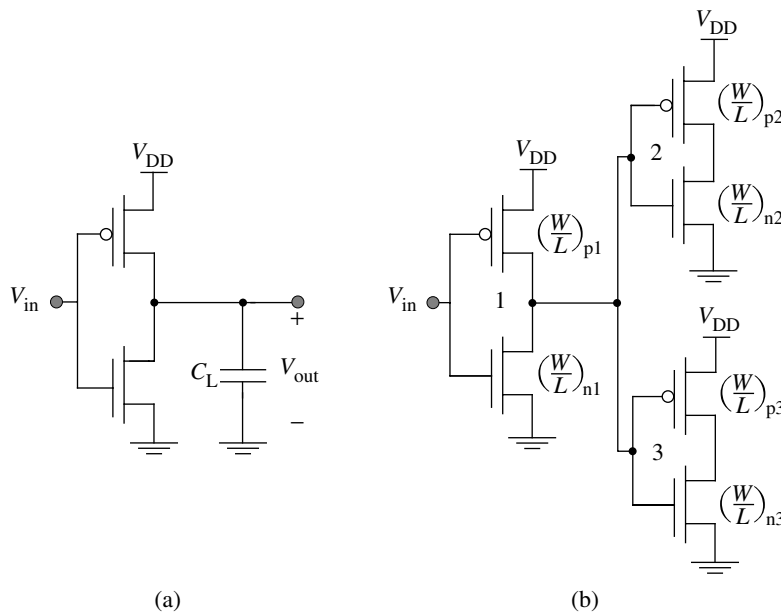 V_DD
V_in
C_L
V_out
+
−
(a)
V_DD
V_in
1
(W/L)_p1
(W/L)_n1
V_DD
2
(W/L)_p2
(W/L)_n2
V_DD
3
(W/L)_p3
(W/L)_n3
(b)